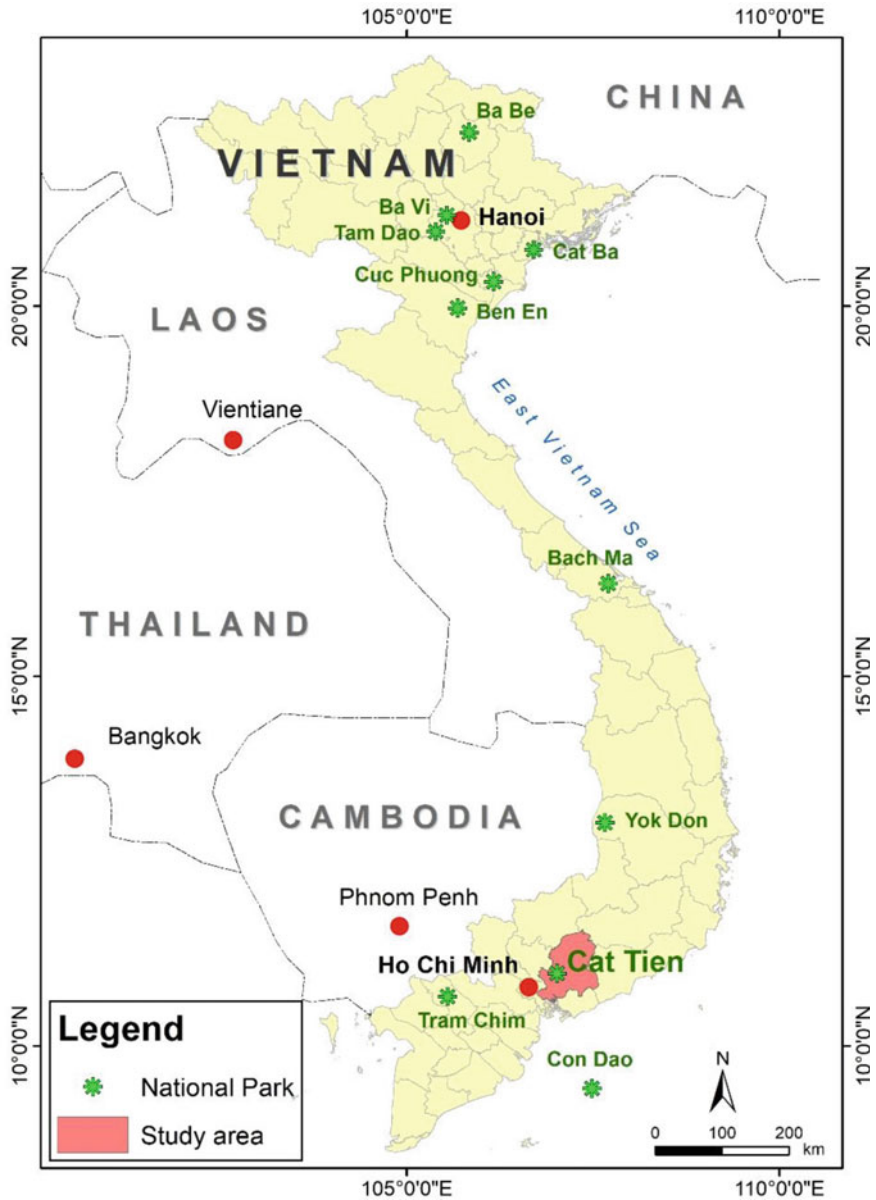 105°0'0"E
110°0'0"E
CHINA
Ba Be
VIETNAM
Ba Vi
Hanoi
Tam Dao
Cat Ba
Cuc Phuong
20°0'0"N
20°0'0"N
Ben En
LAOS
East Vietnam Sea
Vientiane
Bach Ma
THAILAND
15°0'0"N
15°0'0"N
Bangkok
CAMBODIA
Yok Don
Phnom Penh
Ho Chi Minh
Cat Tien
Tram Chim
10°0'0"N
10°0'0"N
Con Dao
Legend
National Park
Study area
N
0 100 200
km
105°0'0"E
110°0'0"E